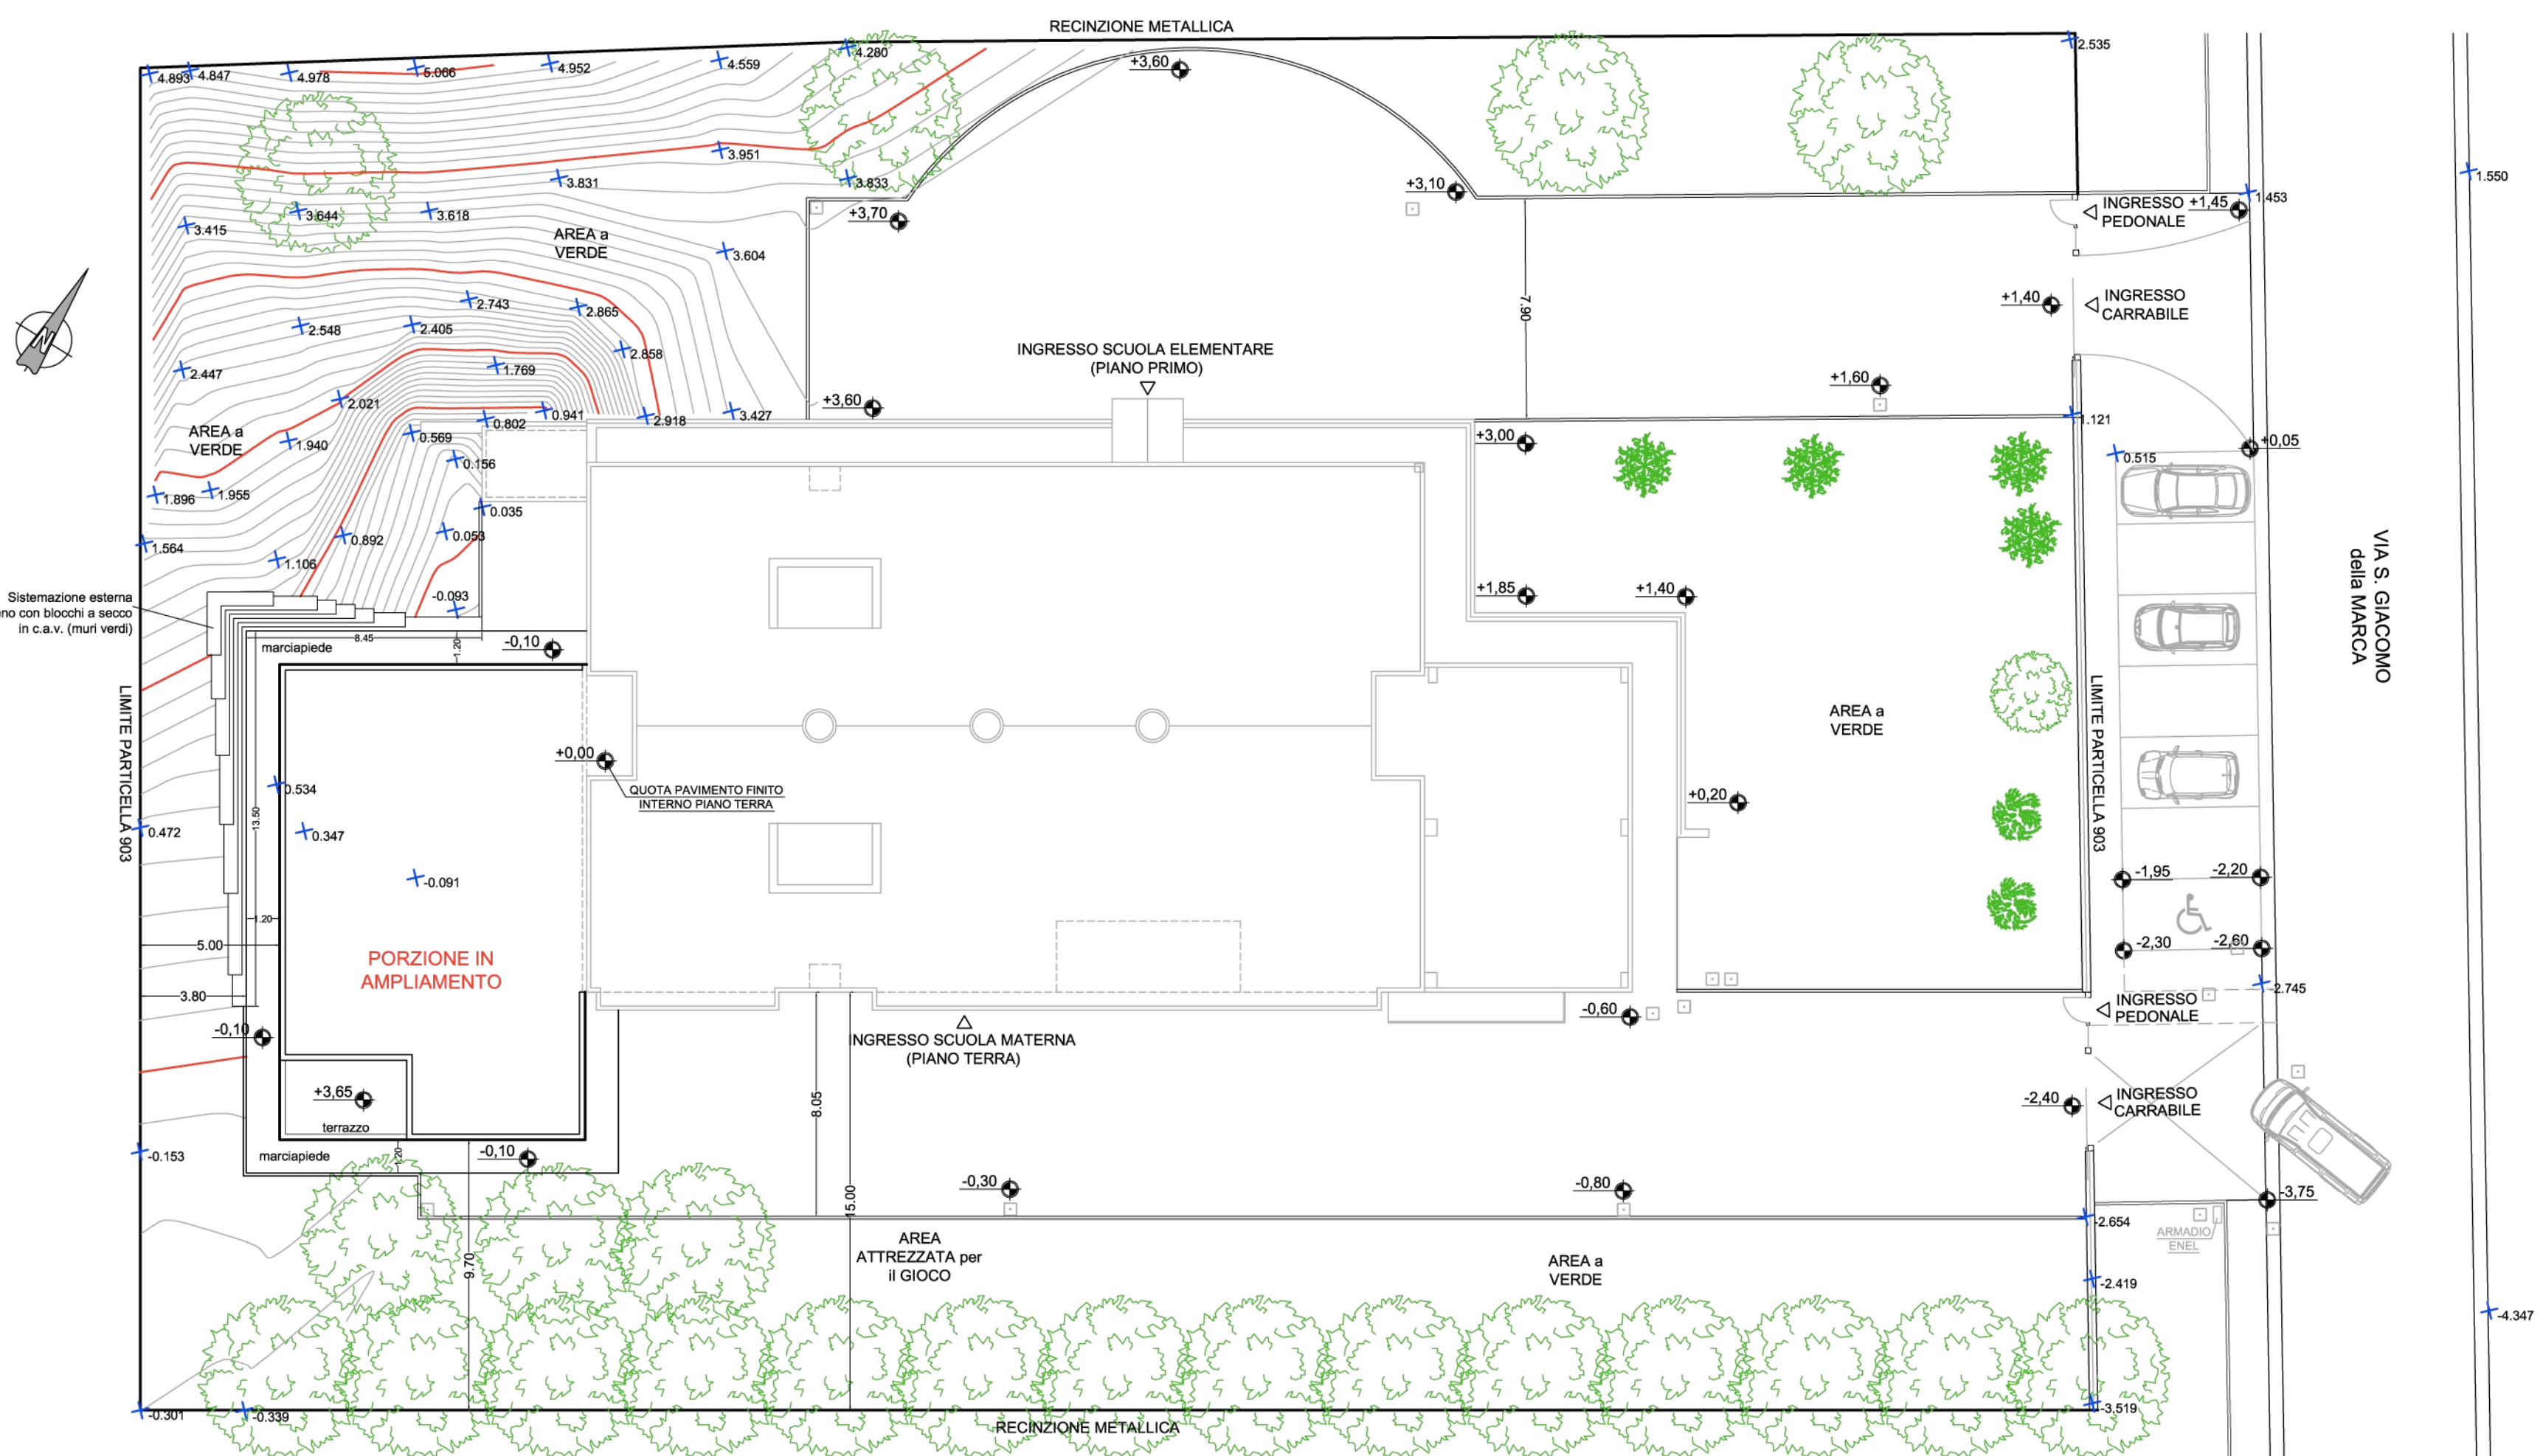 RECINZIONE METALLICA
4.893
4.847
4.978
5.066
4.952
4.559
4.280
+3,60
2.535
3.951
3.831
3.833
+3,10
1.550
3.644
3.618
3.415
+3,70
INGRESSO
PEDONALE
+1,45
1.453
AREA a
VERDE
3.604
2.743
2.865
2.548
2.405
2.858
7.90
+1,40
INGRESSO
CARRABILE
N
2.447
1.769
INGRESSO SCUOLA ELEMENTARE
(PIANO PRIMO)
+1,60
2.021
0.941
0.802
2.918
3.427
+3,60
1.121
AREA a
VERDE
1.940
0.569
0.156
+3,00
0.515
+0,05
1.896
1.955
0.035
0.053
0.892
1.564
1.106
VIA S. GIACOMO
della MARCA
Sistemazione esterna
eno con blocchi a secco
in c.a.v. (muri verdi)
-0.093
+1,85
+1,40
8.45
1.20
marciapiede
-0,10
LIMITE PARTICELLA 903
LIMITE PARTICELLA 903
AREA a
VERDE
+0,00
QUOTA PAVIMENTO FINITO
INTERNO PIANO TERRA
0.534
13.50
+0,20
0.472
0.347
-0.091
-1,95
-2,20
1.20
5.00
PORZIONE IN
AMPLIAMENTO
-2,30
-2,60
3.80
-2.745
-0,10
INGRESSO SCUOLA MATERNA
(PIANO TERRA)
-0,60
INGRESSO
PEDONALE
+3,65
terrazzo
8.05
-2,40
INGRESSO
CARRABILE
-0.153
marciapiede
1.20
-0,10
-0,30
15.00
-0,80
-3,75
-2.654
ARMADIO
ENEL
9.70
AREA
ATTREZZATA per
il GIOCO
AREA a
VERDE
-2.419
-4.347
-0.301
-0.339
RECINZIONE METALLICA
-3.519